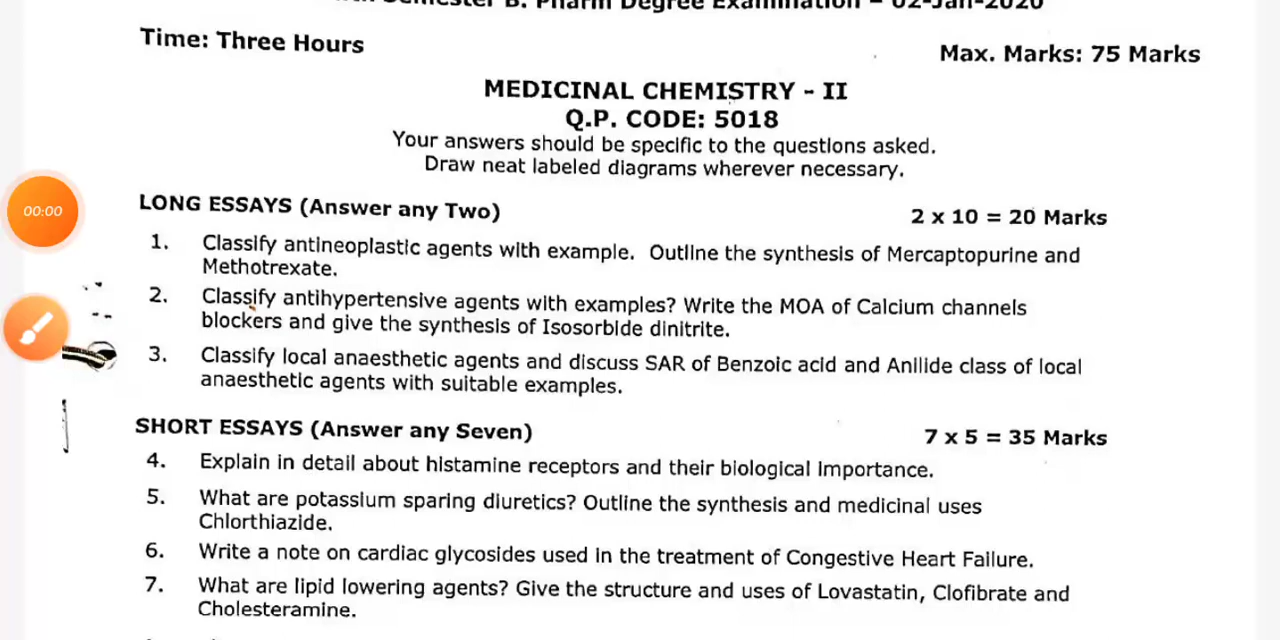 Semester B. Pharm Degree Examination – 02-Jan-2020
Time: Three Hours
Max. Marks: 75 Marks
MEDICINAL CHEMISTRY - II
Q.P. CODE: 5018
Your answers should be specific to the questions asked.
Draw neat labeled diagrams wherever necessary.
LONG ESSAYS (Answer any Two)
2 x 10 = 20 Marks
00:00
1. Classify antineoplastic agents with example. Outline the synthesis of Mercaptopurine and
Methotrexate.
2. Classify antihypertensive agents with examples? Write the MOA of Calcium channels
blockers and give the synthesis of Isosorbide dinitrite.
3. Classify local anaesthetic agents and discuss SAR of Benzoic acid and Anilide class of local
anaesthetic agents with suitable examples.
SHORT ESSAYS (Answer any Seven)
7 x 5 = 35 Marks
4. Explain in detail about histamine receptors and their biological importance.
5. What are potassium sparing diuretics? Outline the synthesis and medicinal uses
Chlorthiazide.
6. Write a note on cardiac glycosides used in the treatment of Congestive Heart Failure.
7. What are lipid lowering agents? Give the structure and uses of Lovastatin, Clofibrate and
Cholesteramine.